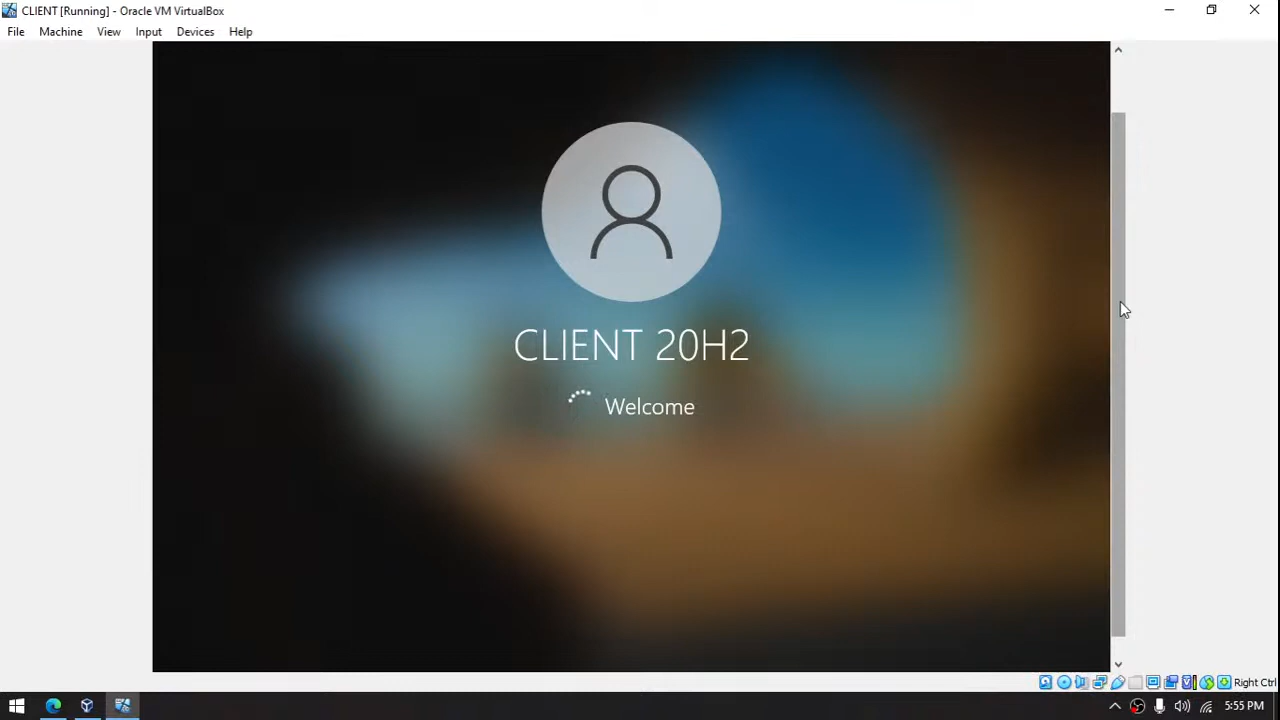 CLIENT [Running] - Oracle VM VirtualBox
File Machine View Input Devices Help
CLIENT 20H2
Welcome
Right Ctrl
5:55 PM